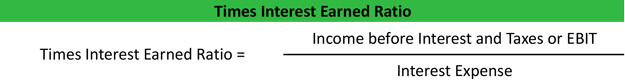 Times Interest Earned Ratio
Income before Interest and Taxes or EBIT
Times Interest Earned Ratio =
Interest Expense